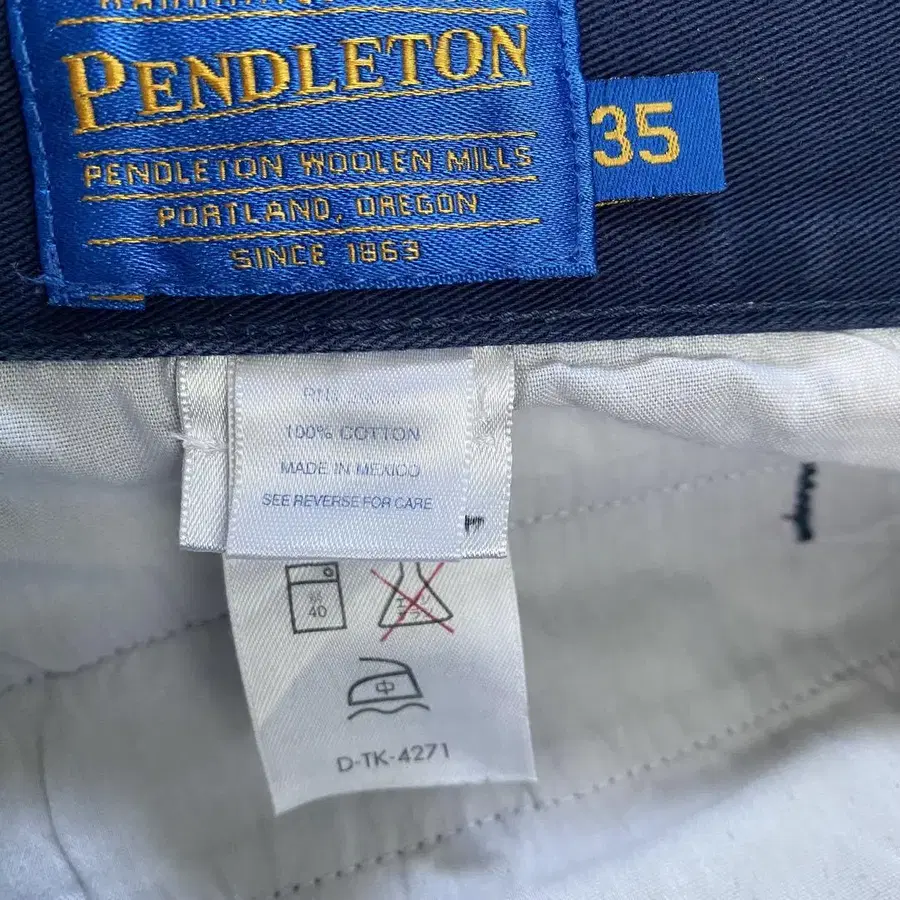 PENDLETON
35
PENDLETON WOOLEN MILLS
PORTLAND, OREGON
SINCE 1863
100% COTTON
MADE IN MEXICO
SEE REVERSE FOR CARE
40
中
D-TK-4271